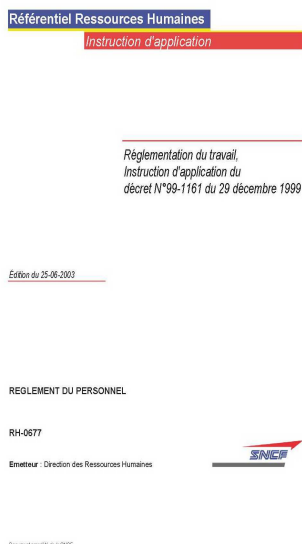 Référentiel Ressources Humaines
Instruction d'application
Réglementation du travail,
Instruction d'application du
décret N°99-1161 du 29 décembre 1999
Édition du 25-06-2003
REGLEMENT DU PERSONNEL
RH-0677
SNCF
Emetteur : Direction des Ressources Humaines